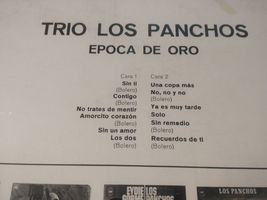 TRIO LOS PANCHOS
EPOCA DE ORO
Cara 1
Sin ti
(Bolero)
Contigo
(Bolero)
No trates de mentir
Amorcito corazón
(Bolero)
Sin un amor
(Bolero)
Los dos
(Bolero)
Cara 2
Una copa más
(Bolero)
No, no y no
(Bolero)
Ya es muy tarde
Solo
(Bolero)
Sin remedio
(Bolero)
Recuerdos de ti
(Bolero)
EYDIE LOS
LOS PANCHOS